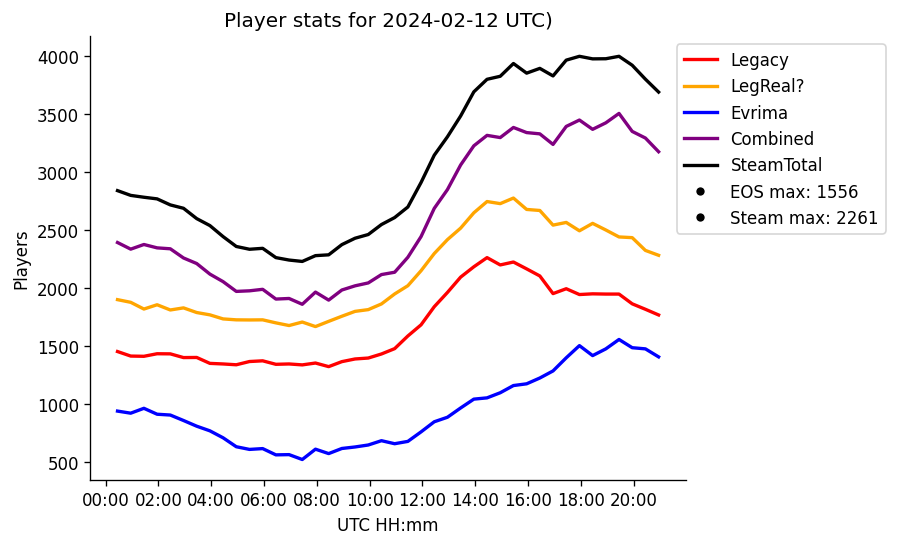 Player stats for 2024-02-12 UTC)
4000
3500
3000
2500
2000
1500
1000
500
Players
00:00 02:00 04:00 06:00 08:00 10:00 12:00 14:00 16:00 18:00 20:00
UTC HH:mm
Legacy
LegReal?
Evrima
Combined
SteamTotal
EOS max: 1556
Steam max: 2261